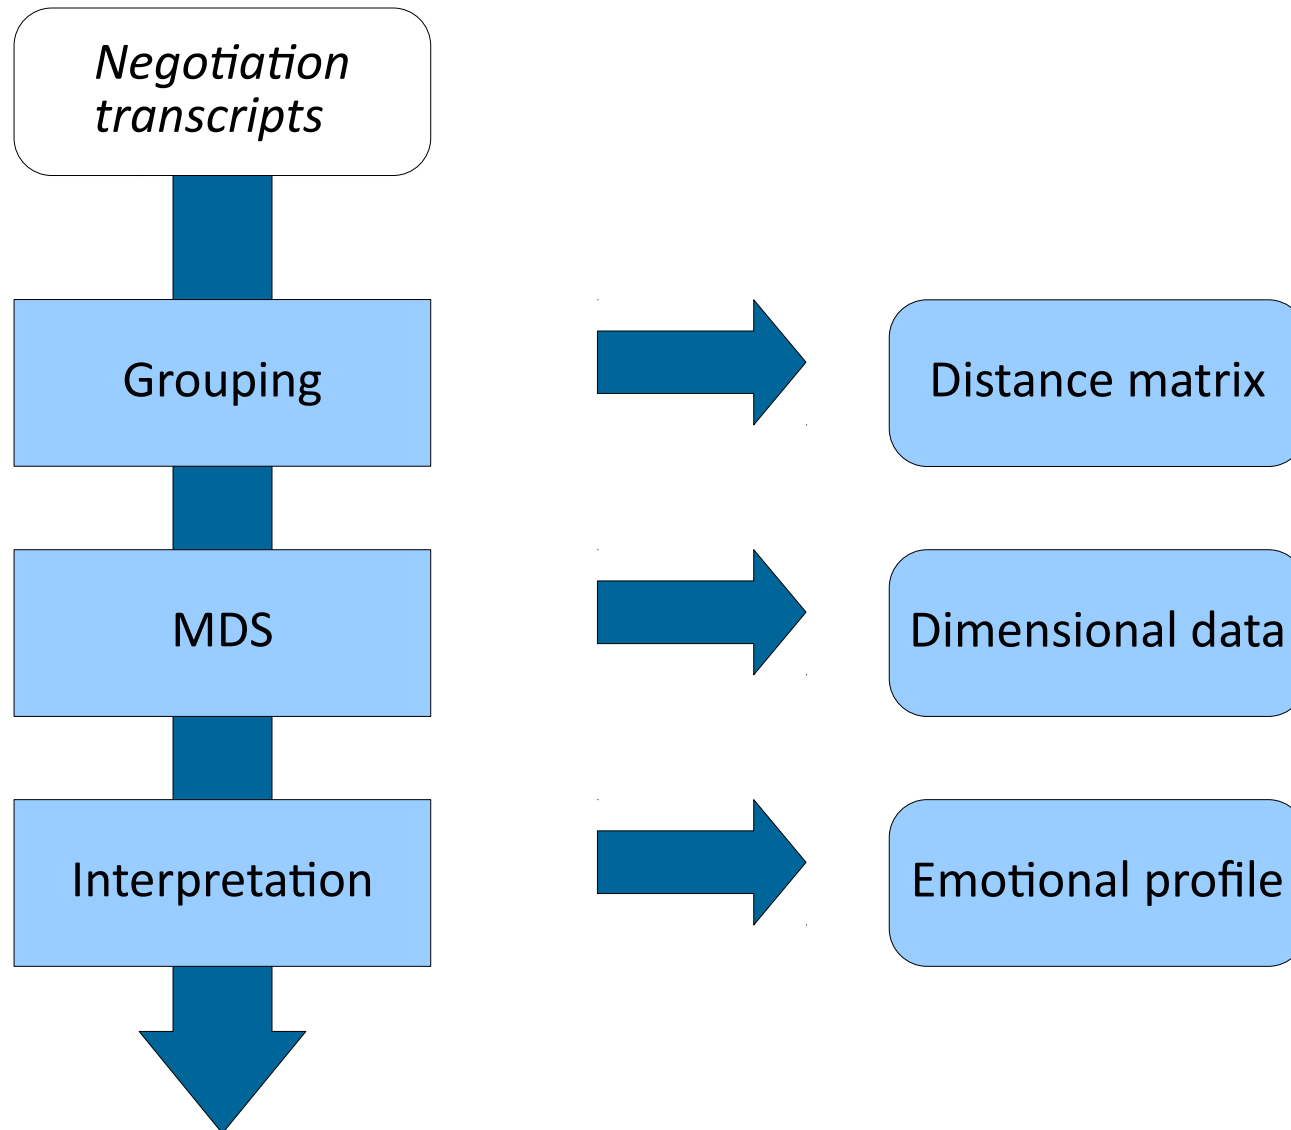 Negotiation
transcripts
Grouping
Distance matrix
MDS
Dimensional data
Interpretation
Emotional profile